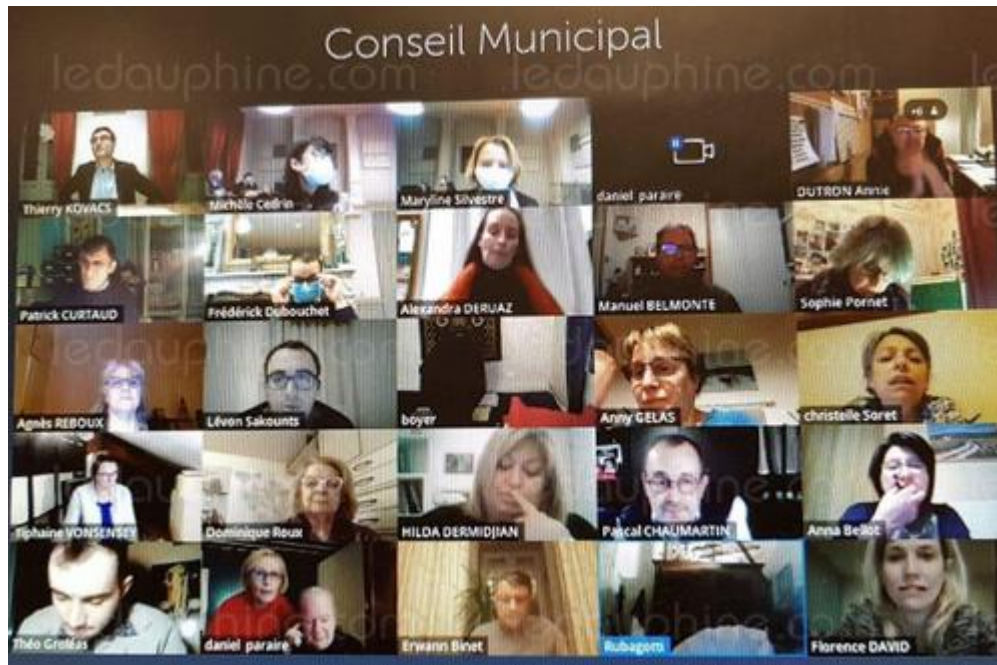 Conseil Municipal
ledauphine.com
ledauphine.com
Thierry KOVACS
Michèle Cedrin
Maryline Silvestre
daniel paraire
+6
DUTRON Annie
Patrick CURTAUD
Frédérick Dubouchet
Alexandra DERUAZ
Manuel BELMONTE
Sophie Pornet
Agnès REBOUX
Lévon Sakounts
boyer
Anny GELAS
christelle Soret
Tiphaine VONSENSEY
Dominique Roux
HILDA DERMIDJIAN
Pascal CHAUMARTIN
Anna Bellot
Théo Grotéas
daniel paraire
Erwann Binet
Rubagotti
Florence DAVID